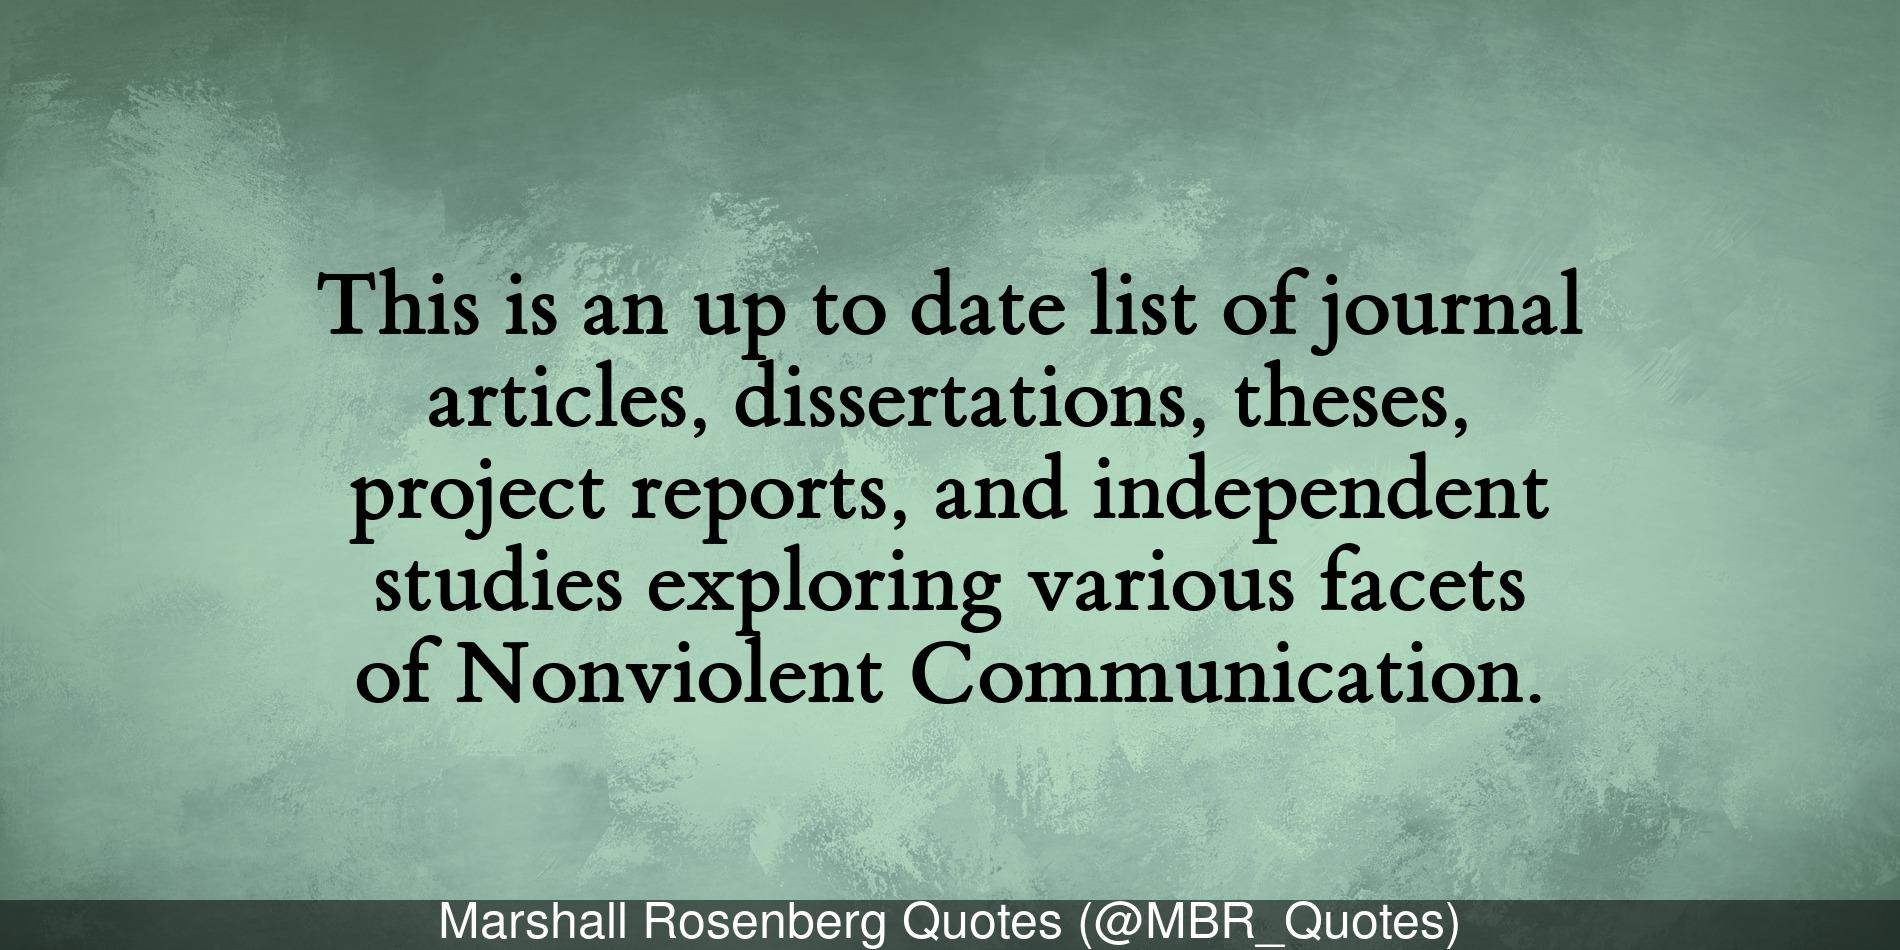 This is an up to date list of journal
articles, dissertations, theses,
project reports, and independent
studies exploring various facets
of Nonviolent Communication.
Marshall Rosenberg Quotes (@MBR_Quotes)